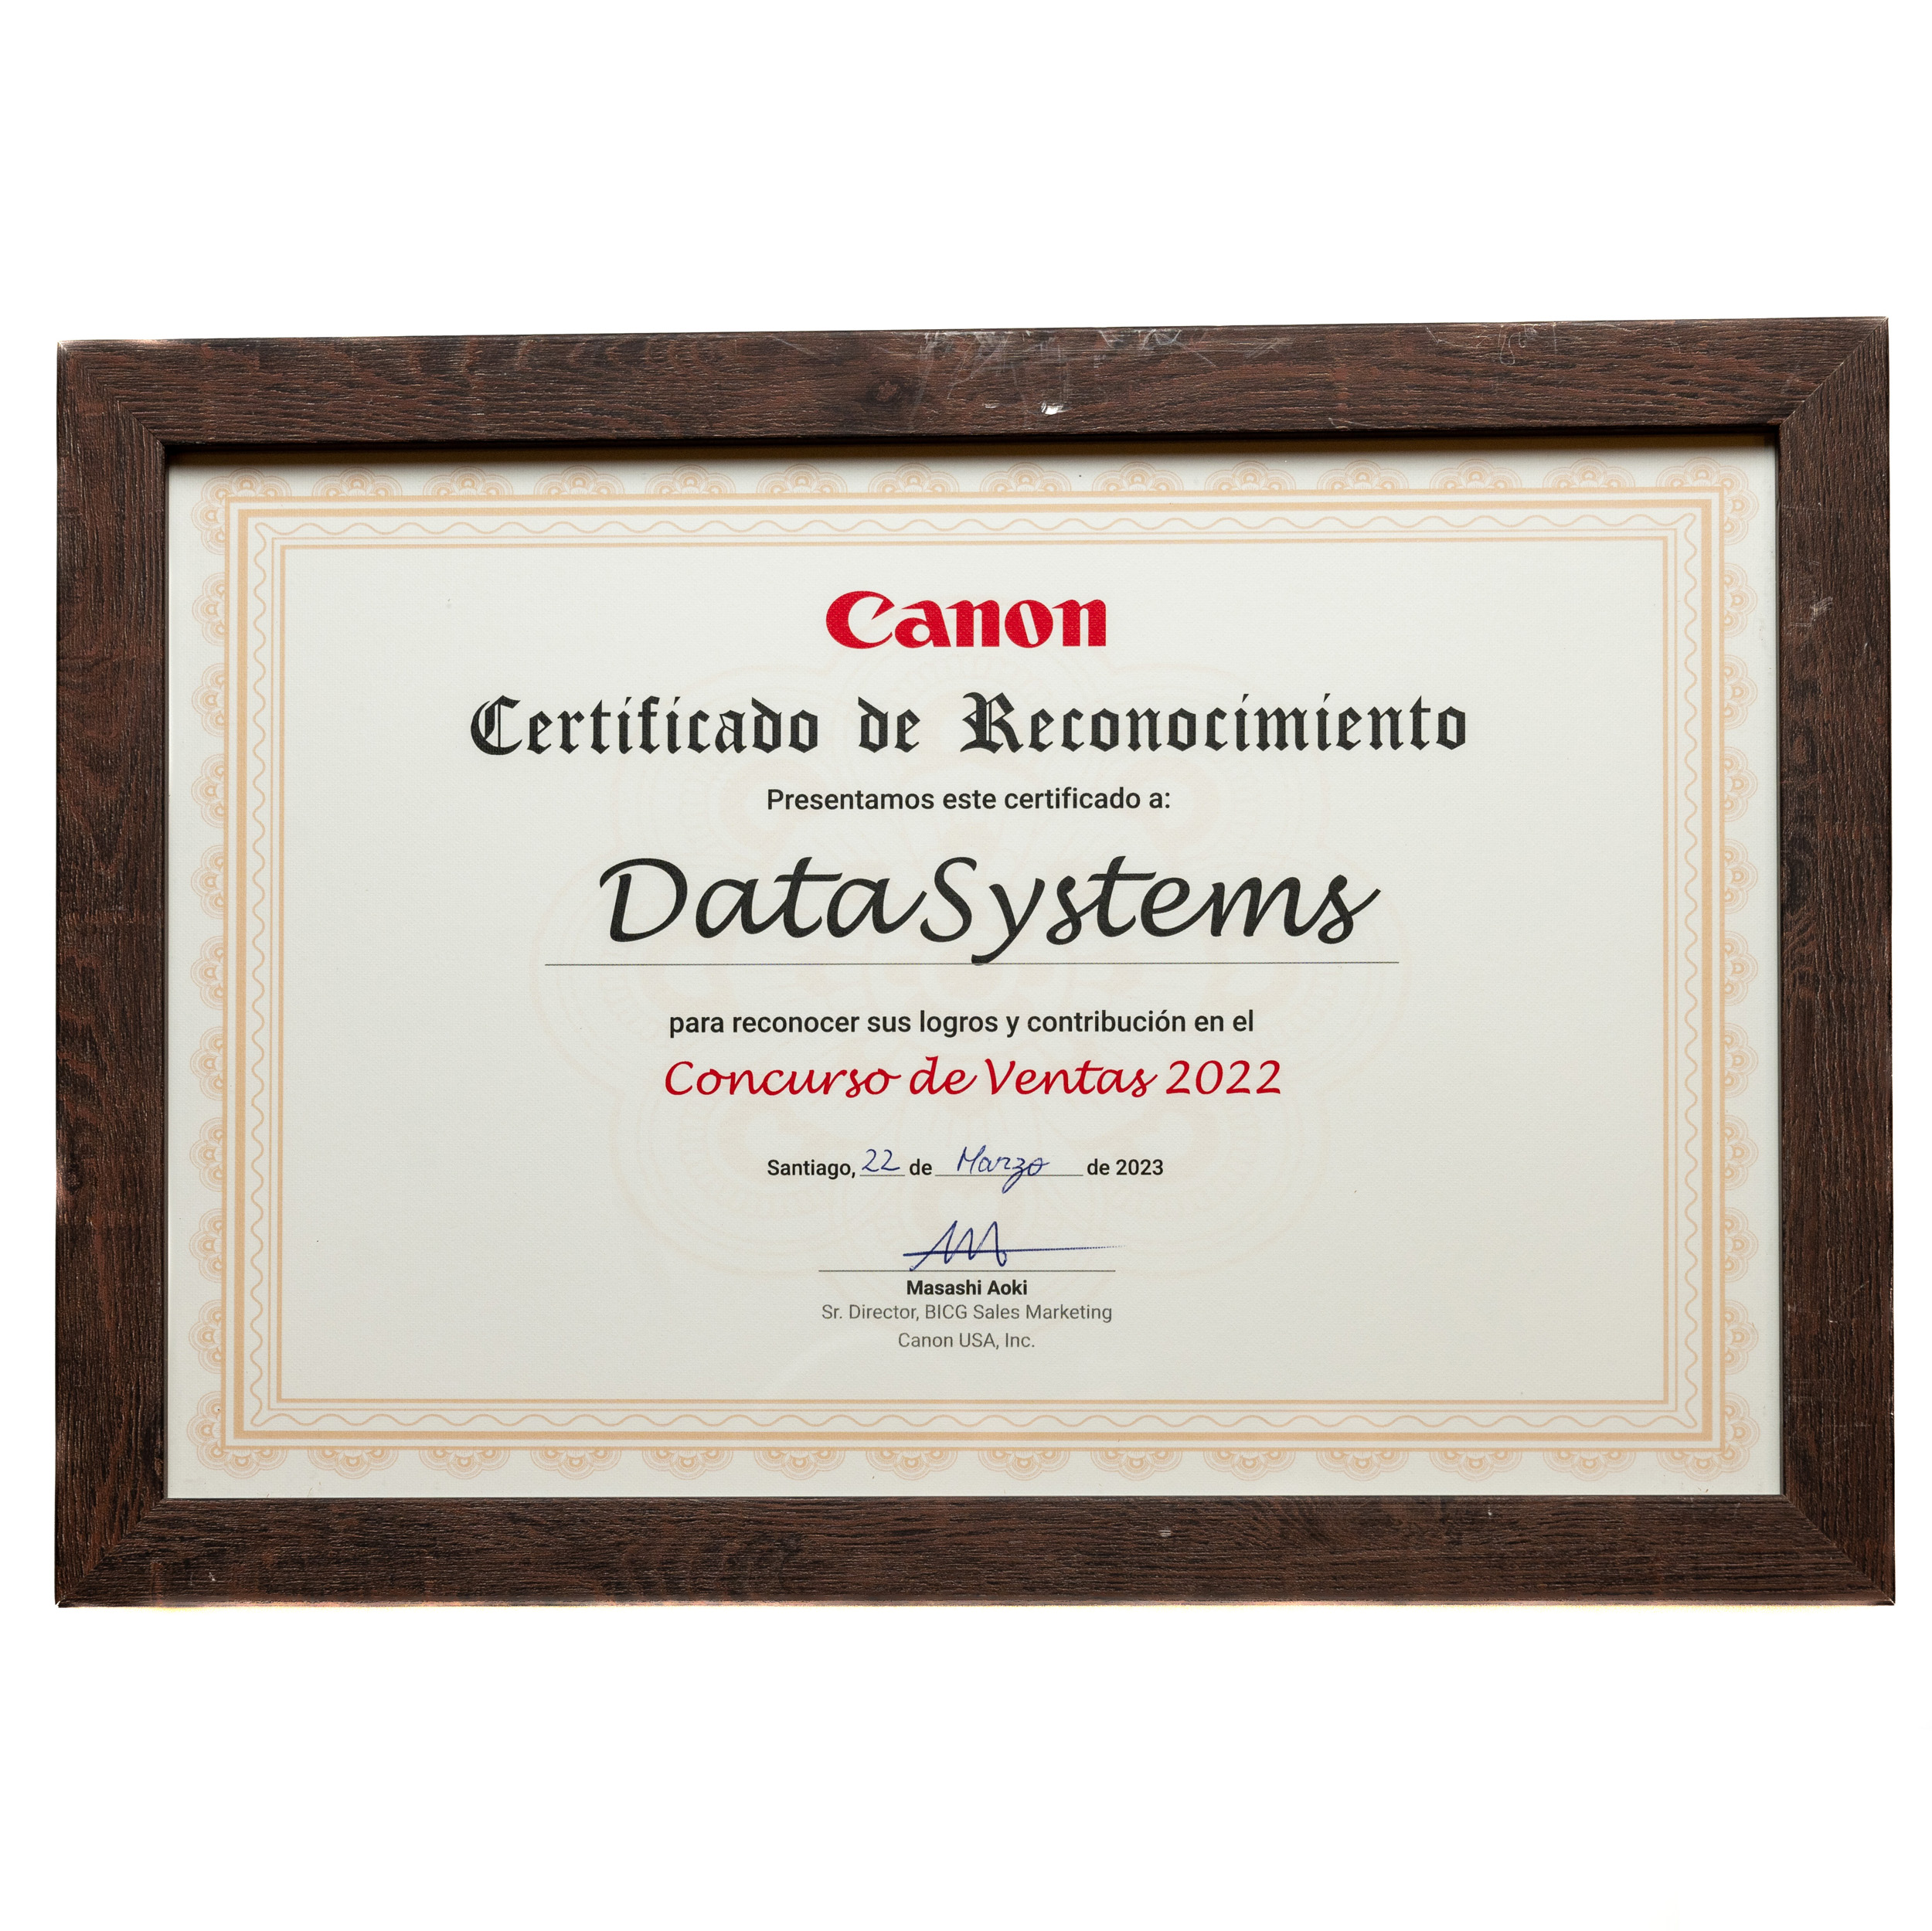 Canon
Certificado de Reconocimiento
Presentamos este certificado a:
DataSystems
para reconocer sus logros y contribución en el
Concurso de Ventas 2022
Santiago, 22 de Marzo de 2023
Masashi Aoki
Sr. Director, BICG Sales Marketing
Canon USA, Inc.